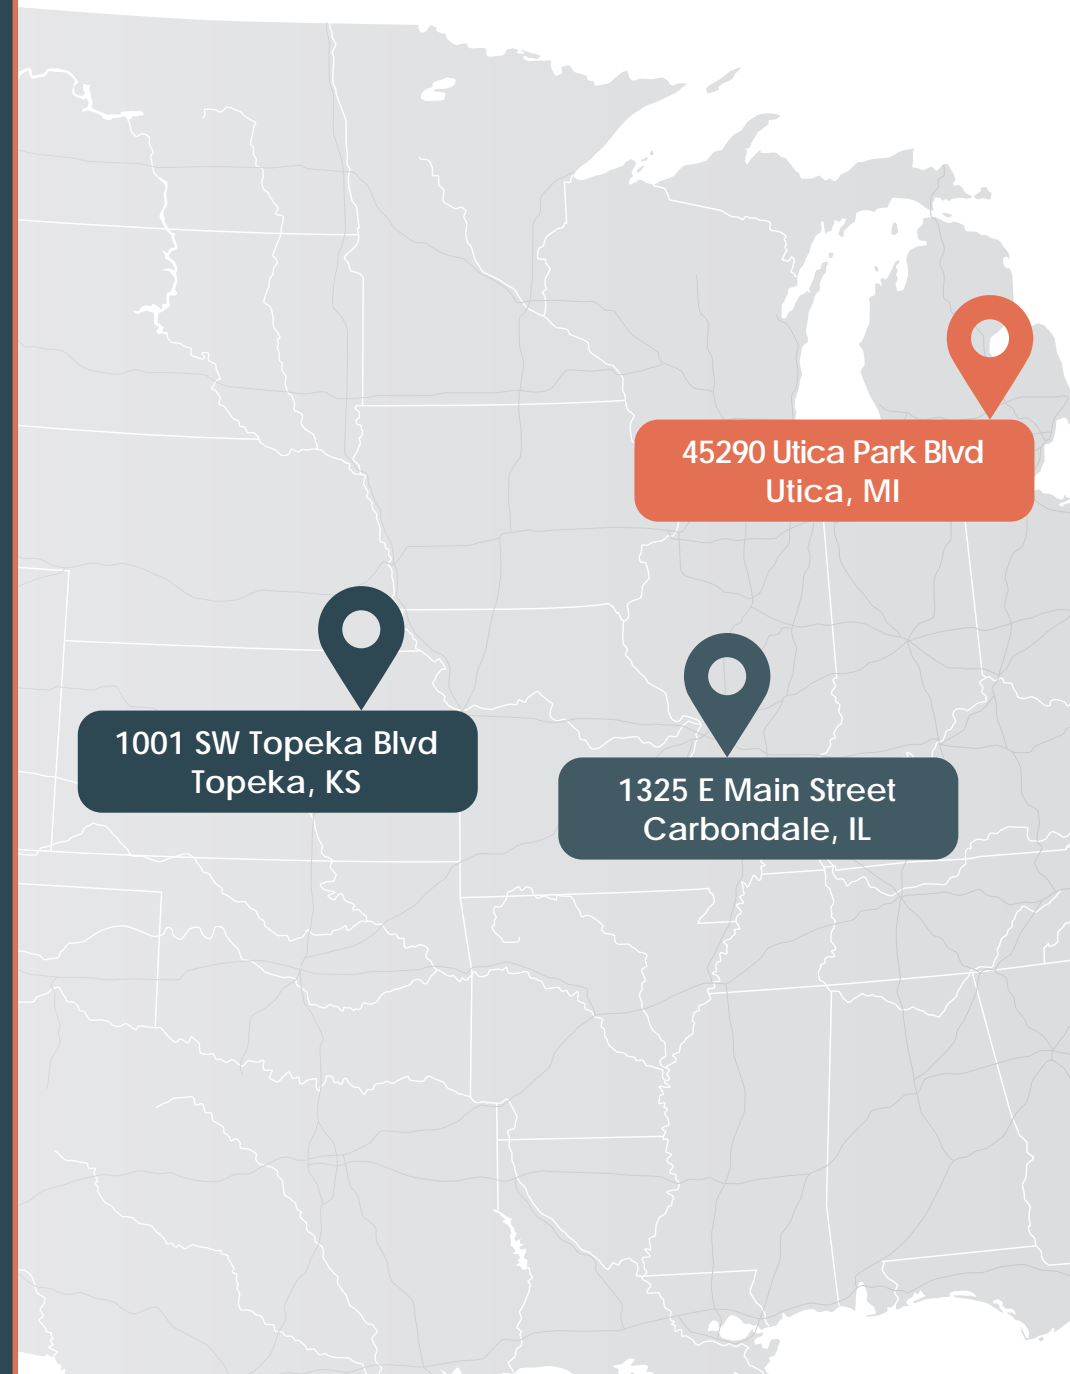 45290 Utica Park Blvd
Utica, MI
1001 SW Topeka Blvd
Topeka, KS
1325 E Main Street
Carbondale, IL